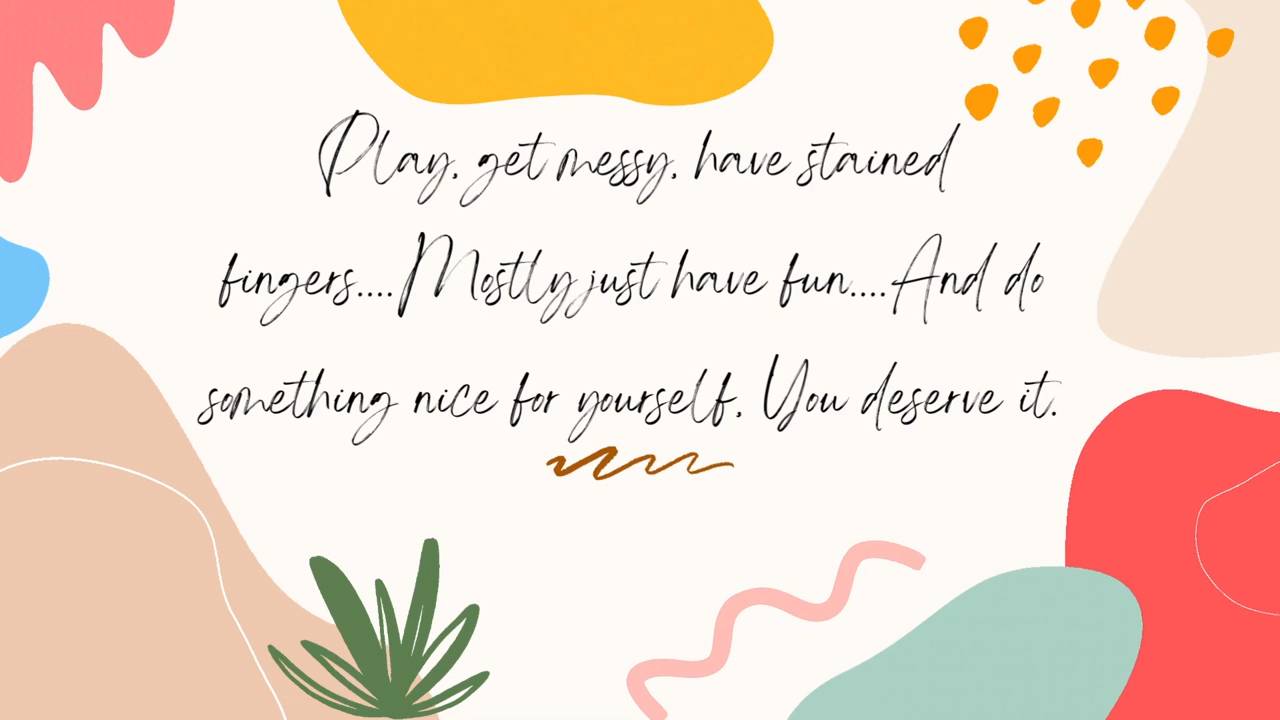 Play, get messy, have stained
fingers....Mostly just have fun....And do
something nice for yourself. You deserve it.